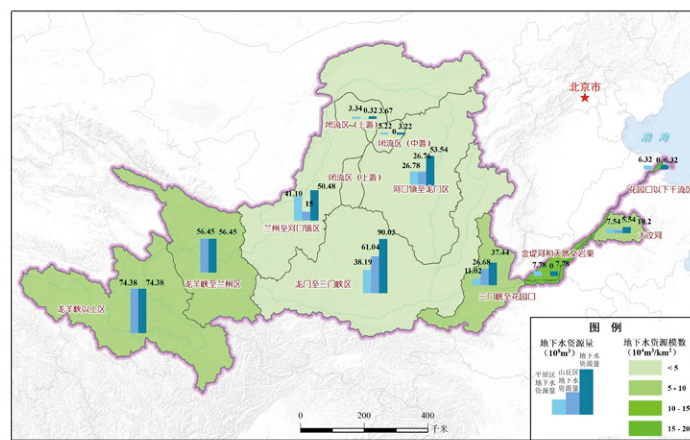 北京市
渤海
3.34 0.32 3.67
闭流区(上游)
3.22 0 3.22
闭流区(中游)
53.54
26.76
26.78
河口镇至龙门区
闭流区(上游)
6.32 0 6.32
花园口以下干流区
50.48
41.10
15
兰州至河口镇区
7.54 5.54 10.2
大汶河
56.45 56.45
龙羊峡至兰州区
90.03
61.04
38.19
龙门至三门峡区
37.44
26.68
11.02
三门峡至花园口
金堤河和天然文岩渠
7.78 0 7.78
74.38 74.38
龙羊峡以上区
图 例
地下水资源量
(10⁸m³)
地下水资源模数
(10⁴m³/km²)
地下水
资源量
山丘区
地下水
资源量
平原区
地下水
资源量
< 5
5 - 10
10 - 15
15 - 20
0 200 400
千米